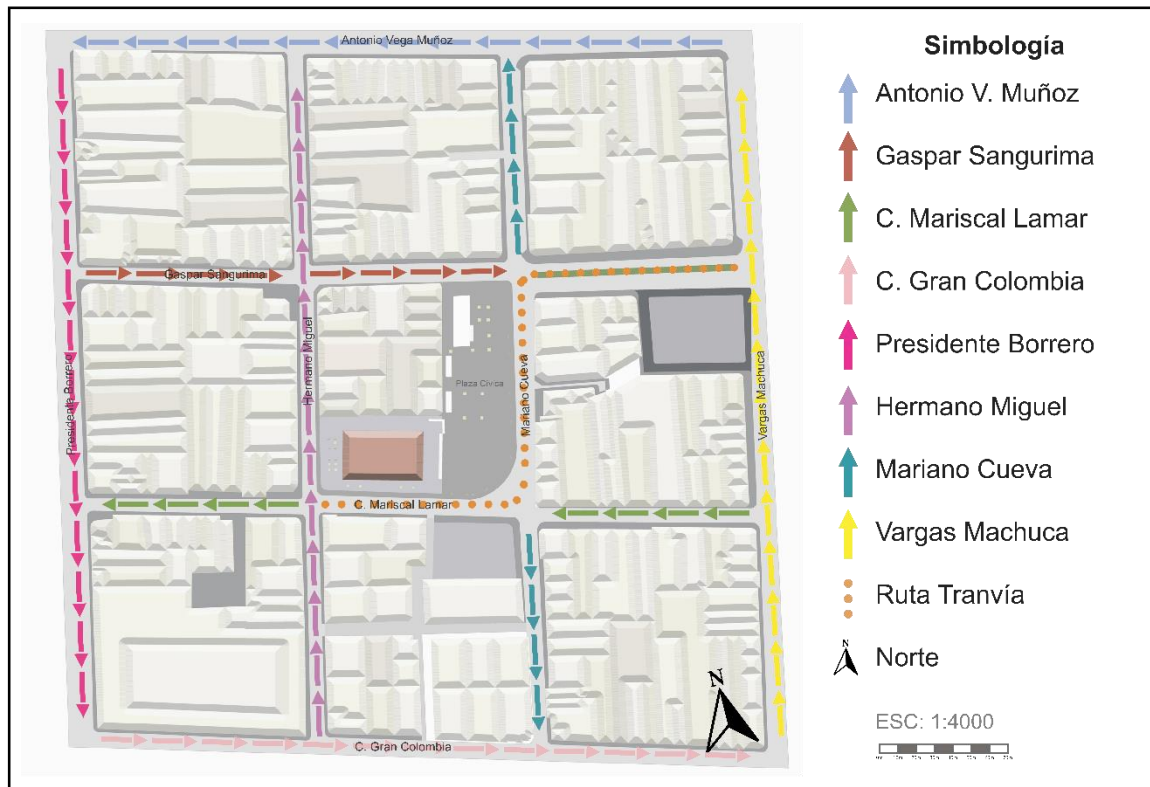 Antonio Vega Muñoz
Gaspar Sangurima
Presidente Borrero
Hermano Miguel
Plaza Cívica
Mariano Cueva
Vargas Machuca
C. Mariscal Lamar
C. Gran Colombia
N
Simbología
Antonio V. Muñoz
Gaspar Sangurima
C. Mariscal Lamar
C. Gran Colombia
Presidente Borrero
Hermano Miguel
Mariano Cueva
Vargas Machuca
Ruta Tranvía
N
Norte
ESC: 1:4000